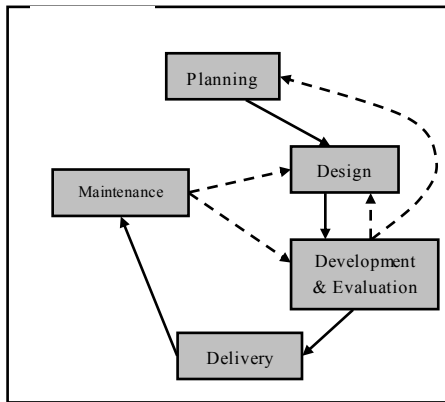 Planning
Design
Maintenance
Development
& Evaluation
Delivery